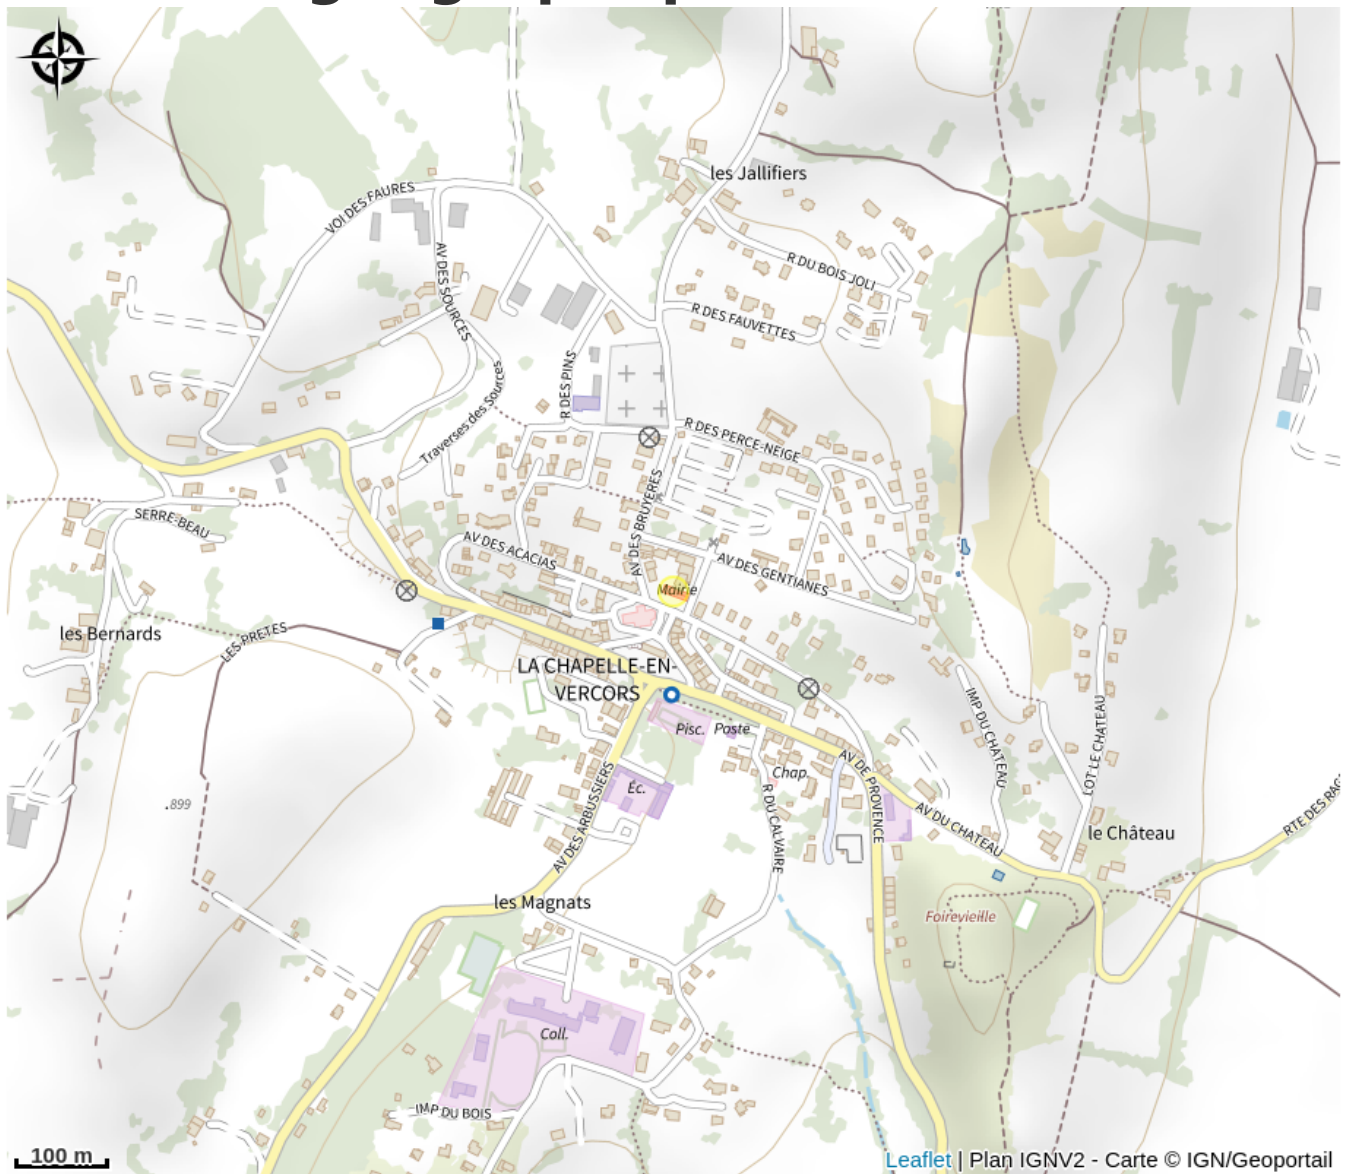 les Jallifiers
VOI DES FAURES
AV DES SOURCES
R DU BOIS JOLI
R DES FAUVETTES
R DES PINS
Traverses des Sources
R DES PERCE-NEIGE
AV DES BRUYERES
SERRE-BEAU
AV DES ACACIAS
AV DES GENTIANES
Mairie
les Bernards
LES PRETES
LA CHAPELLE-EN-
VERCORS
IMP DU CHATEAU
LOT LE CHATEAU
Pisc.
Poste
Chap.
Éc.
AV DE PROVENCE
R DU CALVAIRE
AV DES ARBUSSIERS
.899
AV DU CHATEAU
le Château
RTE DES
les Magnats
Foirevieille
Coll.
IMP DU BOIS
100 m
Leaflet | Plan IGNV2 - Carte © IGN/Geoportail